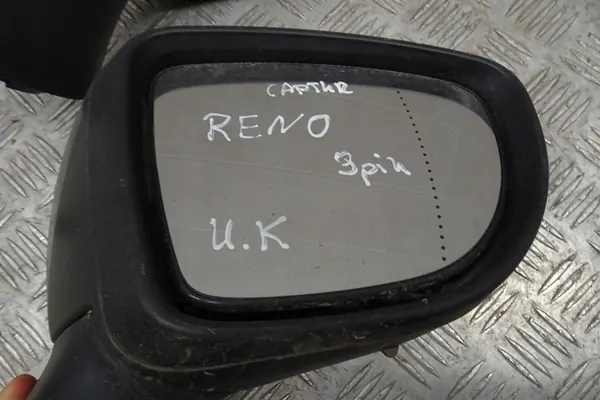 CAPTUR
RENO
3pin
U.K